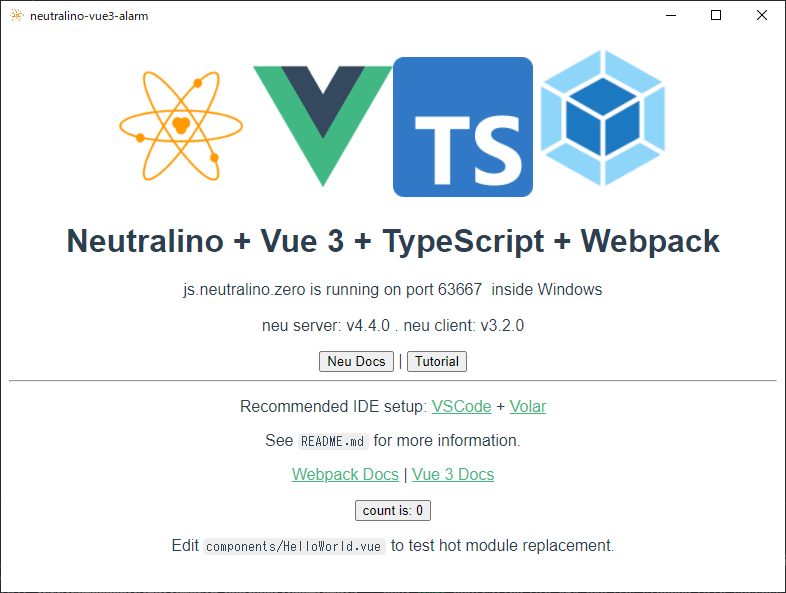 neutralino-vue3-alarm
TS
Neutralino + Vue 3 + TypeScript + Webpack
js.neutralino.zero is running on port 63667 inside Windows
neu server: v4.4.0 . neu client: v3.2.0
Neu Docs | Tutorial
Recommended IDE setup: VSCode + Volar
See README.md for more information.
Webpack Docs | Vue 3 Docs
count is: 0
Edit components/HelloWorld.vue to test hot module replacement.